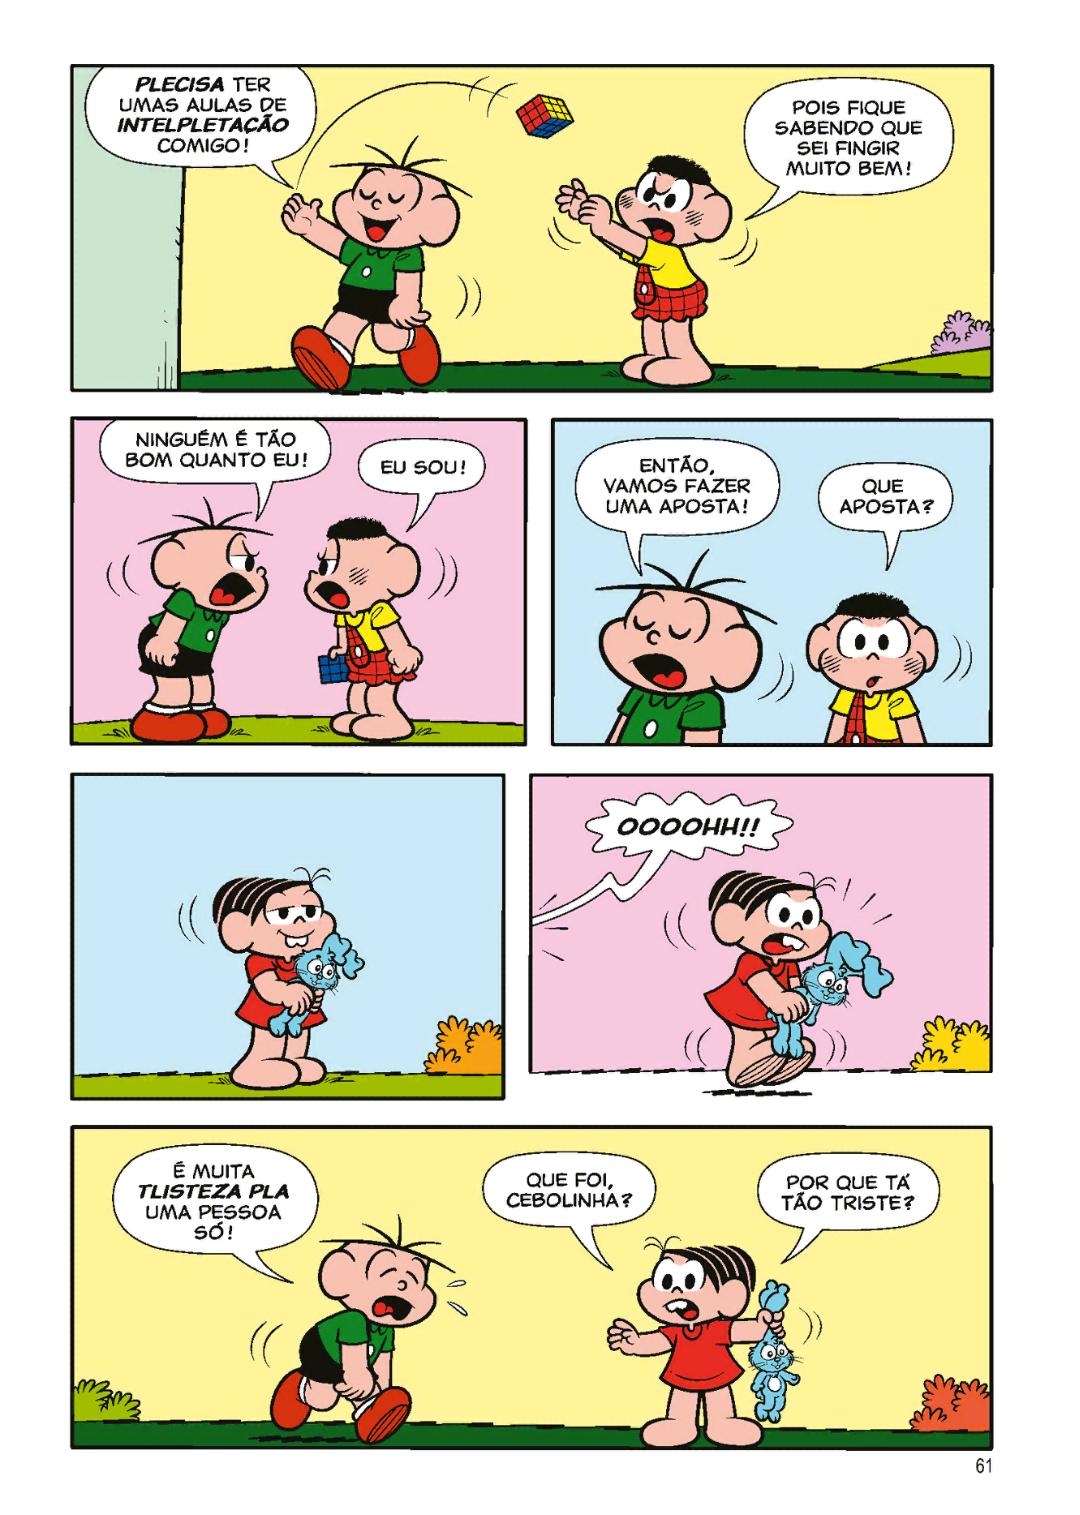 PLECISA TER
UMAS AULAS DE
INTELPLETAÇÃO
COMIGO!
POIS FIQUE
SABENDO QUE
SEI FINGIR
MUITO BEM!
NINGUÉM É TÃO
BOM QUANTO EU!
EU SOU!
ENTÃO,
VAMOS FAZER
UMA APOSTA!
QUE
APOSTA?
OOOOHH!!
É MUITA
TLISTEZA PLA
UMA PESSOA
SÓ!
QUE FOI,
CEBOLINHA?
POR QUE TÁ
TÃO TRISTE?
61